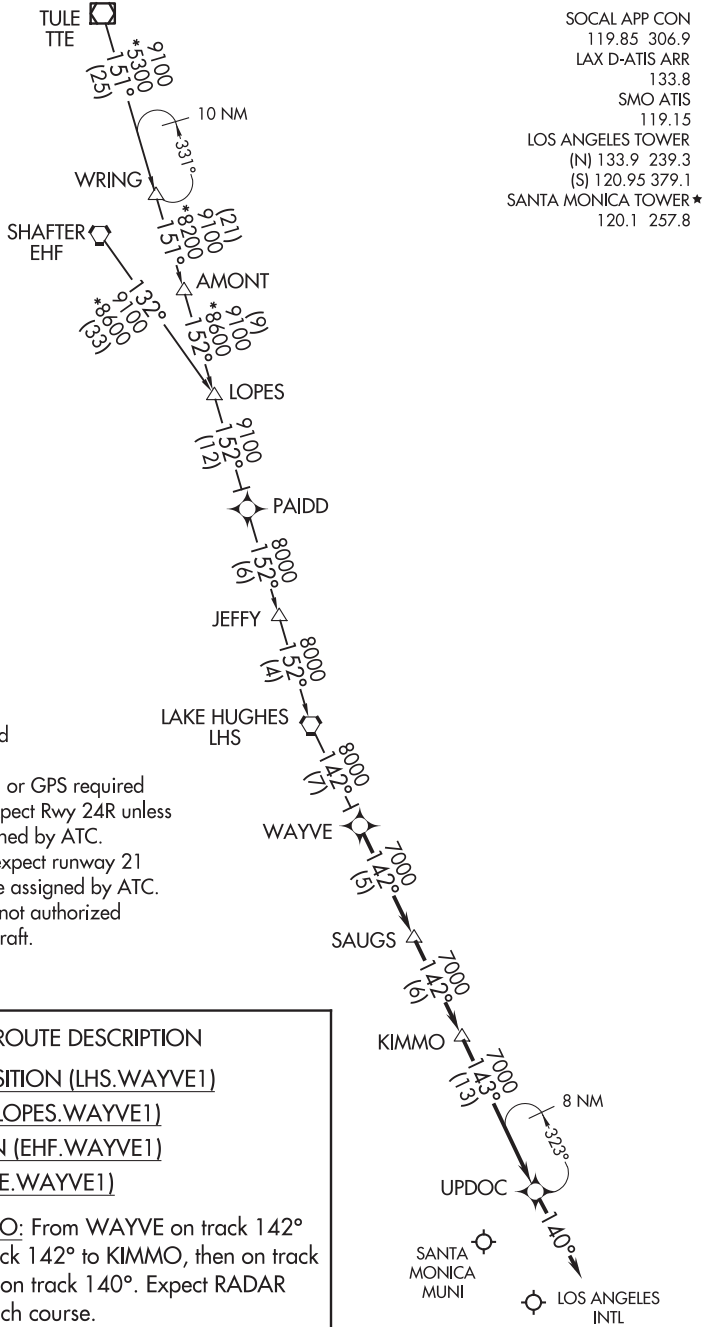 TULE
TTE
9100
*5300
151°
(25)
10 NM
331°
WRING
(21)
9100
*8200
151°
SHAFTER
EHF
132°
9100
*8600
(33)
AMONT
(9)
9100
*8600
152°
LOPES
9100
152°
(12)
PAIDD
8000
152°
(6)
JEFFY
8000
152°
(4)
LAKE HUGHES
LHS
8000
142°
(7)
WAYVE
7000
142°
(5)
SAUGS
7000
142°
(6)
KIMMO
7000
143°
(13)
8 NM
323°
UPDOC
140°
SANTA
MONICA
MUNI
LOS ANGELES
INTL
SOCAL APP CON
119.85 306.9
LAX D-ATIS ARR
133.8
SMO ATIS
119.15
LOS ANGELES TOWER
(N) 133.9 239.3
(S) 120.95 379.1
SANTA MONICA TOWER★
120.1 257.8
d
or GPS required
pect Rwy 24R unless
ned by ATC.
expect runway 21
e assigned by ATC.
not authorized
raft.
ROUTE DESCRIPTION
SITION (LHS.WAYVE1)
LOPES.WAYVE1)
N (EHF.WAYVE1)
E.WAYVE1)
O: From WAYVE on track 142°
ck 142° to KIMMO, then on track
on track 140°. Expect RADAR
ch course.